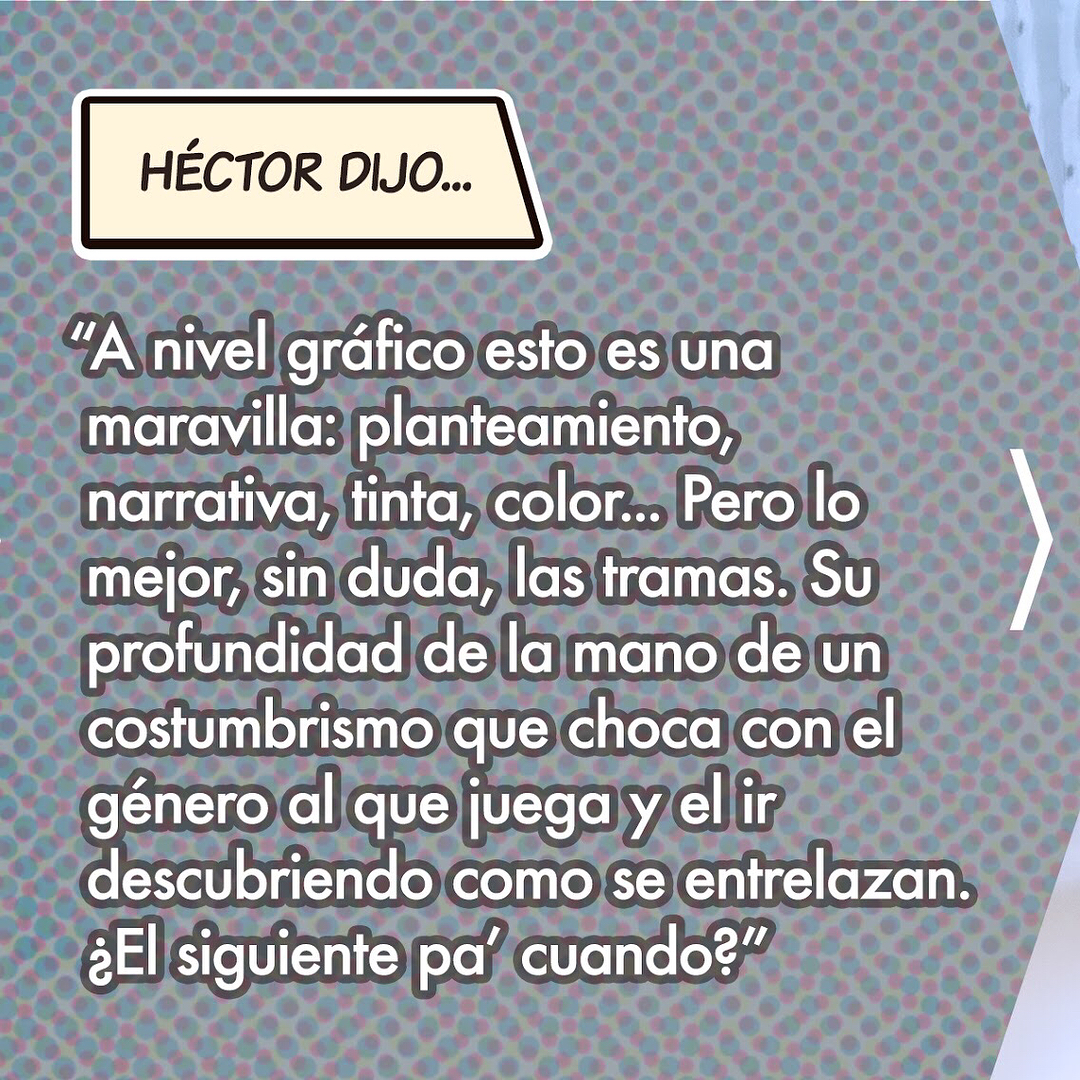 HÉCTOR DIJO...
“A nivel gráfico esto es una
maravilla: planteamiento,
narrativa, tinta, color... Pero lo
mejor, sin duda, las tramas. Su
profundidad de la mano de un
costumbrismo que choca con el
género al que juega y el ir
descubriendo como se entrelazan.
¿El siguiente pa’ cuando?”